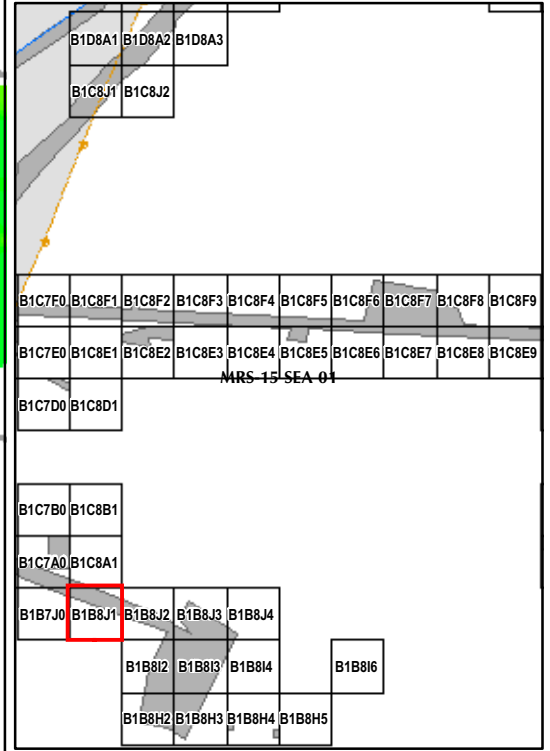 B1D8A1 B1D8A2 B1D8A3
B1C8J1 B1C8J2
B1C7F0 B1C8F1 B1C8F2 B1C8F3 B1C8F4 B1C8F5 B1C8F6 B1C8F7 B1C8F8 B1C8F9
B1C7E0 B1C8E1 B1C8E2 B1C8E3 B1C8E4 B1C8E5 B1C8E6 B1C8E7 B1C8E8 B1C8E9
MRS-15 SEA 01
B1C7D0 B1C8D1
B1C7B0 B1C8B1
B1C7A0 B1C8A1
B1B7J0 B1B8J1 B1B8J2 B1B8J3 B1B8J4
B1B8I2 B1B8I3 B1B8I4 B1B8I6
B1B8H2 B1B8H3 B1B8H4 B1B8H5